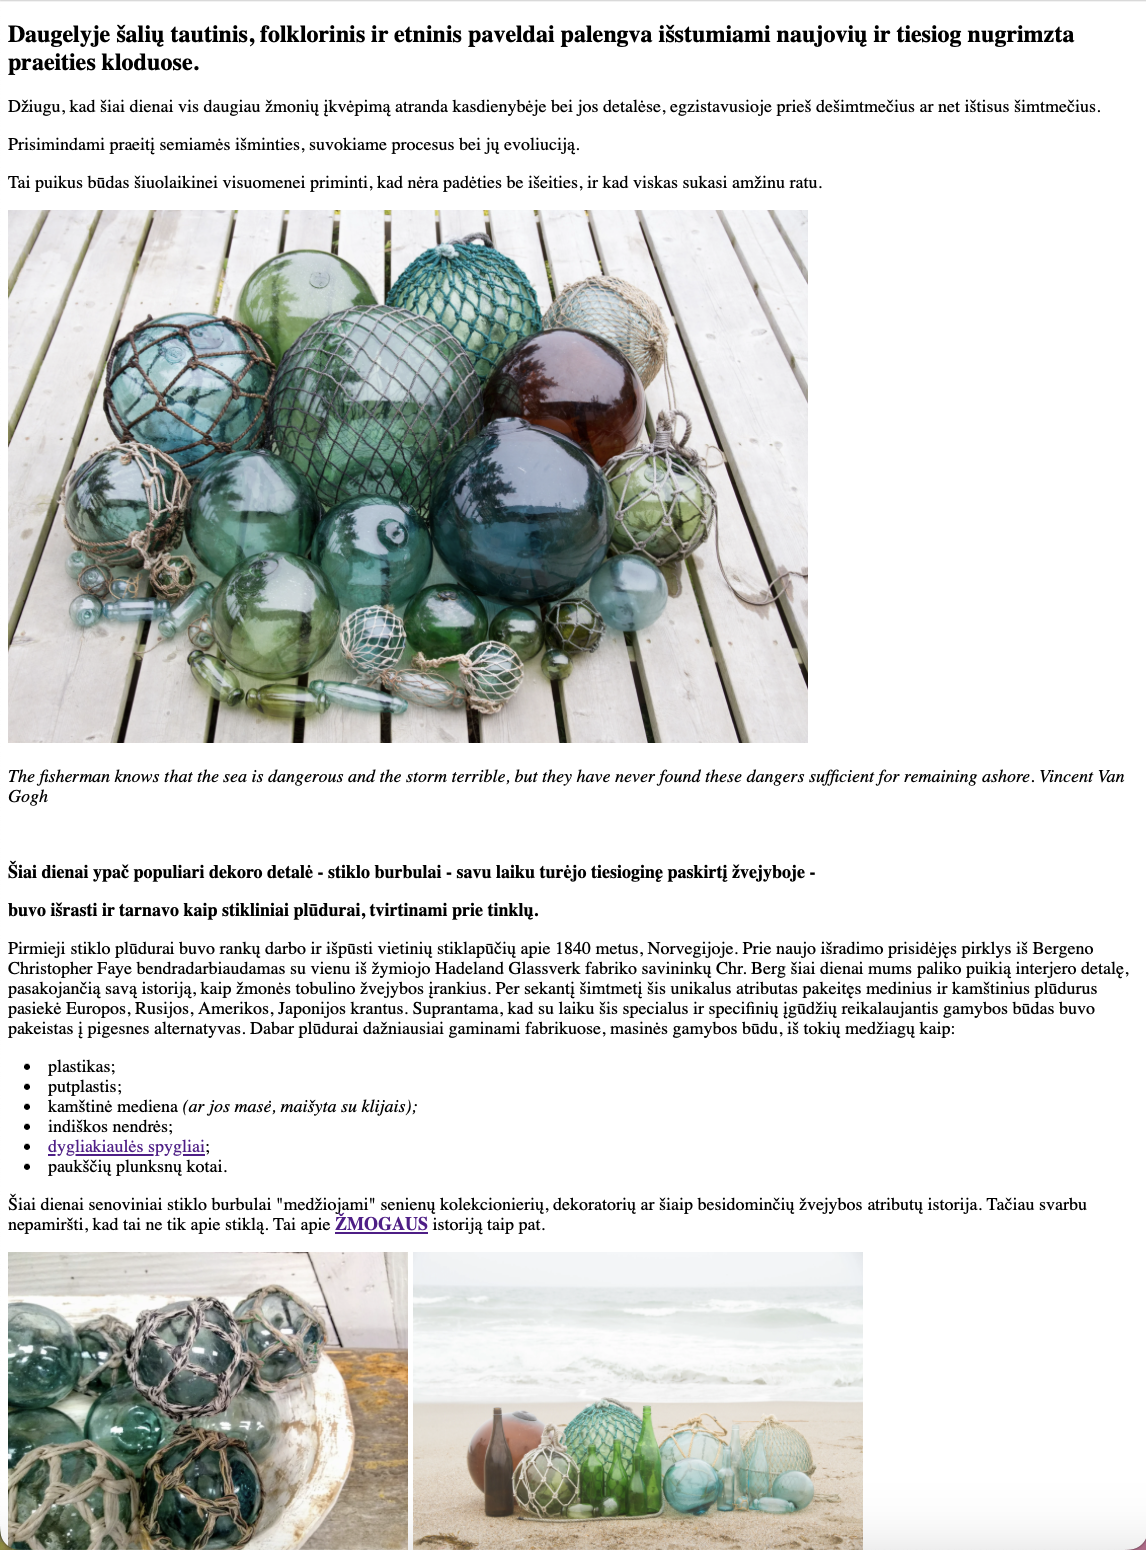 Daugelyje šalių tautinis, folklorinis ir etninis paveldai palengva išstumiami naujovių ir tiesiog nugrimzta
praeities kloduose.
Džiugu, kad šiai dienai vis daugiau žmonių įkvėpimą atranda kasdienybėje bei jos detalėse, egzistavusioje prieš dešimtmečius ar net ištisus šimtmečius.
Prisimindami praeitį semiamės išminties, suvokiame procesus bei jų evoliuciją.
Tai puikus būdas šiuolaikinei visuomenei priminti, kad nėra padėties be išeities, ir kad viskas sukasi amžinu ratu.
The fisherman knows that the sea is dangerous and the storm terrible, but they have never found these dangers sufficient for remaining ashore. Vincent Van
Gogh
Šiai dienai ypač populiari dekoro detalė - stiklo burbulai - savu laiku turėjo tiesioginę paskirtį žvejyboje -
buvo išrasti ir tarnavo kaip stikliniai plūdurai, tvirtinami prie tinklų.
Pirmieji stiklo plūdurai buvo rankų darbo ir išpūsti vietinių stiklapūčių apie 1840 metus, Norvegijoje. Prie naujo išradimo prisidėjęs pirklys iš Bergeno
Christopher Faye bendradarbiaudamas su vienu iš žymiojo Hadeland Glassverk fabriko savininkų Chr. Berg šiai dienai mums paliko puikią interjero detalę,
pasakojančią savą istoriją, kaip žmonės tobulino žvejybos įrankius. Per sekantį šimtmetį šis unikalus atributas pakeitęs medinius ir kamštinius plūdurus
pasiekė Europos, Rusijos, Amerikos, Japonijos krantus. Suprantama, kad su laiku šis specialus ir specifinių įgūdžių reikalaujantis gamybos būdas buvo
pakeistas į pigesnes alternatyvas. Dabar plūdurai dažniausiai gaminami fabrikuose, masinės gamybos būdu, iš tokių medžiagų kaip:
• plastikas;
• putplastis;
• kamštinė mediena (ar jos masė, maišyta su klijais);
• indiškos nendrės;
• dygliakiaulės spygliai;
• paukščių plunksnų kotai.
Šiai dienai senoviniai stiklo burbulai "medžiojami" senienų kolekcionierių, dekoratorių ar šiaip besidominčių žvejybos atributų istorija. Tačiau svarbu
nepamiršti, kad tai ne tik apie stiklą. Tai apie ŽMOGAUS istoriją taip pat.